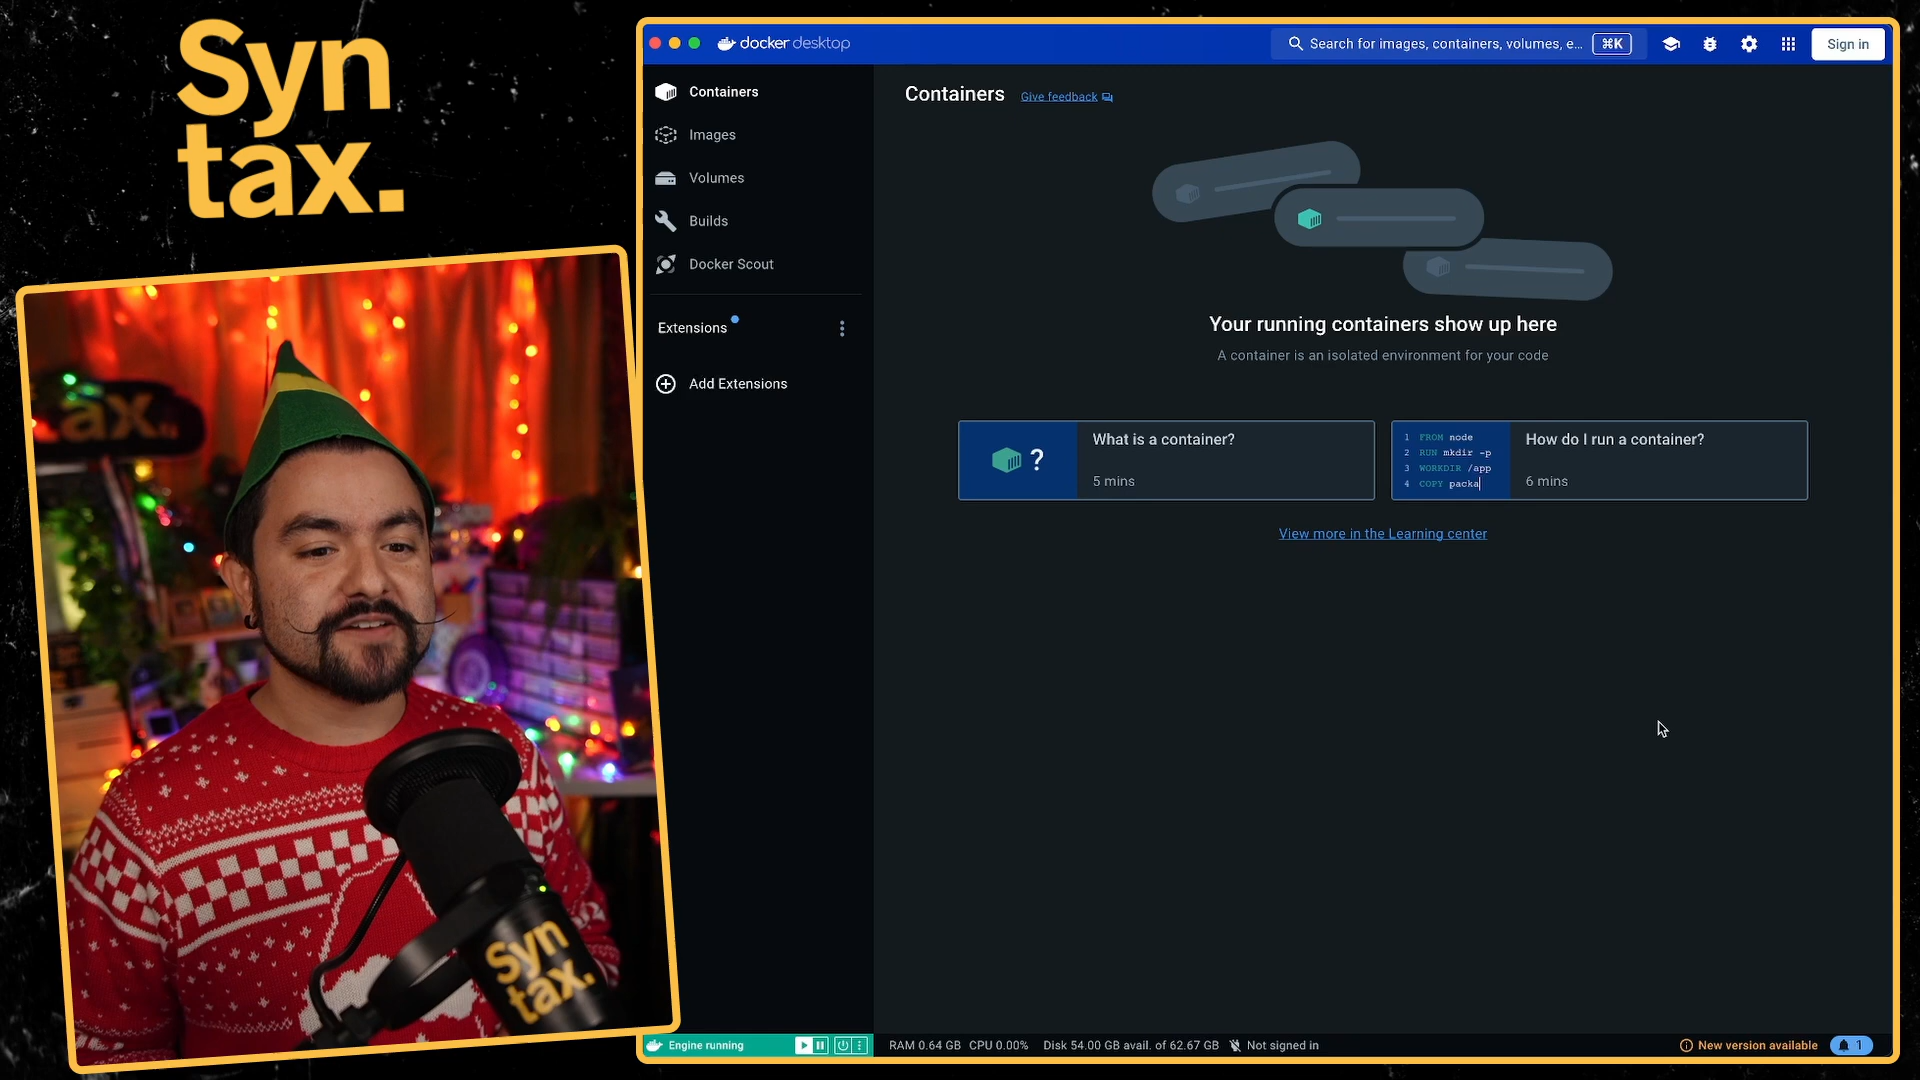 Syn
tax.
docker desktop
Search for images, containers, volumes, e...
⌘K
Sign in
Containers
Images
Volumes
Builds
Docker Scout
Extensions
Add Extensions
Containers
Give feedback
Your running containers show up here
A container is an isolated environment for your code
?
What is a container?
5 mins
1 FROM node
2 RUN mkdir -p
3 WORKDIR /app
4 COPY packa
How do I run a container?
6 mins
View more in the Learning center
ax.
Syn
tax.
Engine running
RAM 0.64 GB CPU 0.00% Disk 54.00 GB avail. of 62.67 GB Not signed in
New version available
1